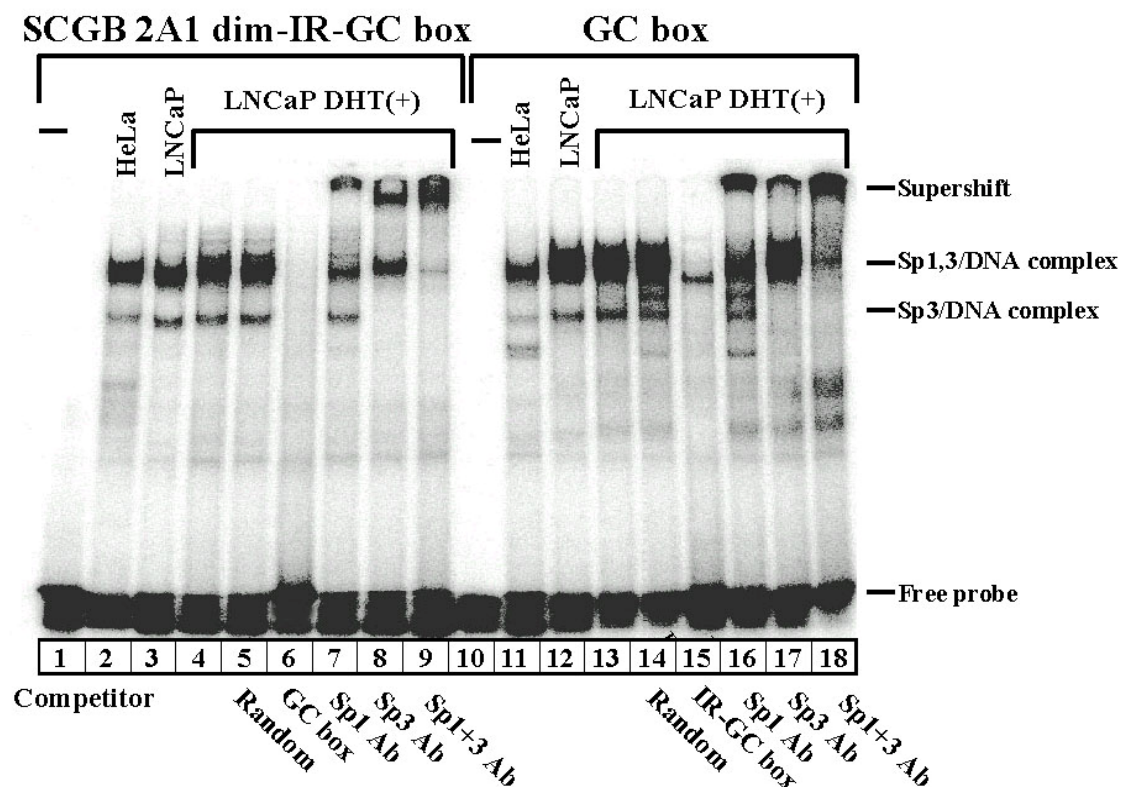 SCGB 2A1 dim-IR-GC box
GC box
HeLa
LNCaP
LNCaP DHT(+)
HeLa
LNCaP
LNCaP DHT(+)
Supershift
Sp1,3/DNA complex
Sp3/DNA complex
Free probe
1 2 3 4 5 6 7 8 9 10 11 12 13 14 15 16 17 18
Competitor
Random
GC box
Sp1 Ab
Sp3 Ab
Sp1+3 Ab
Random
IR-GC box
Sp1 Ab
Sp3 Ab
Sp1+3 Ab